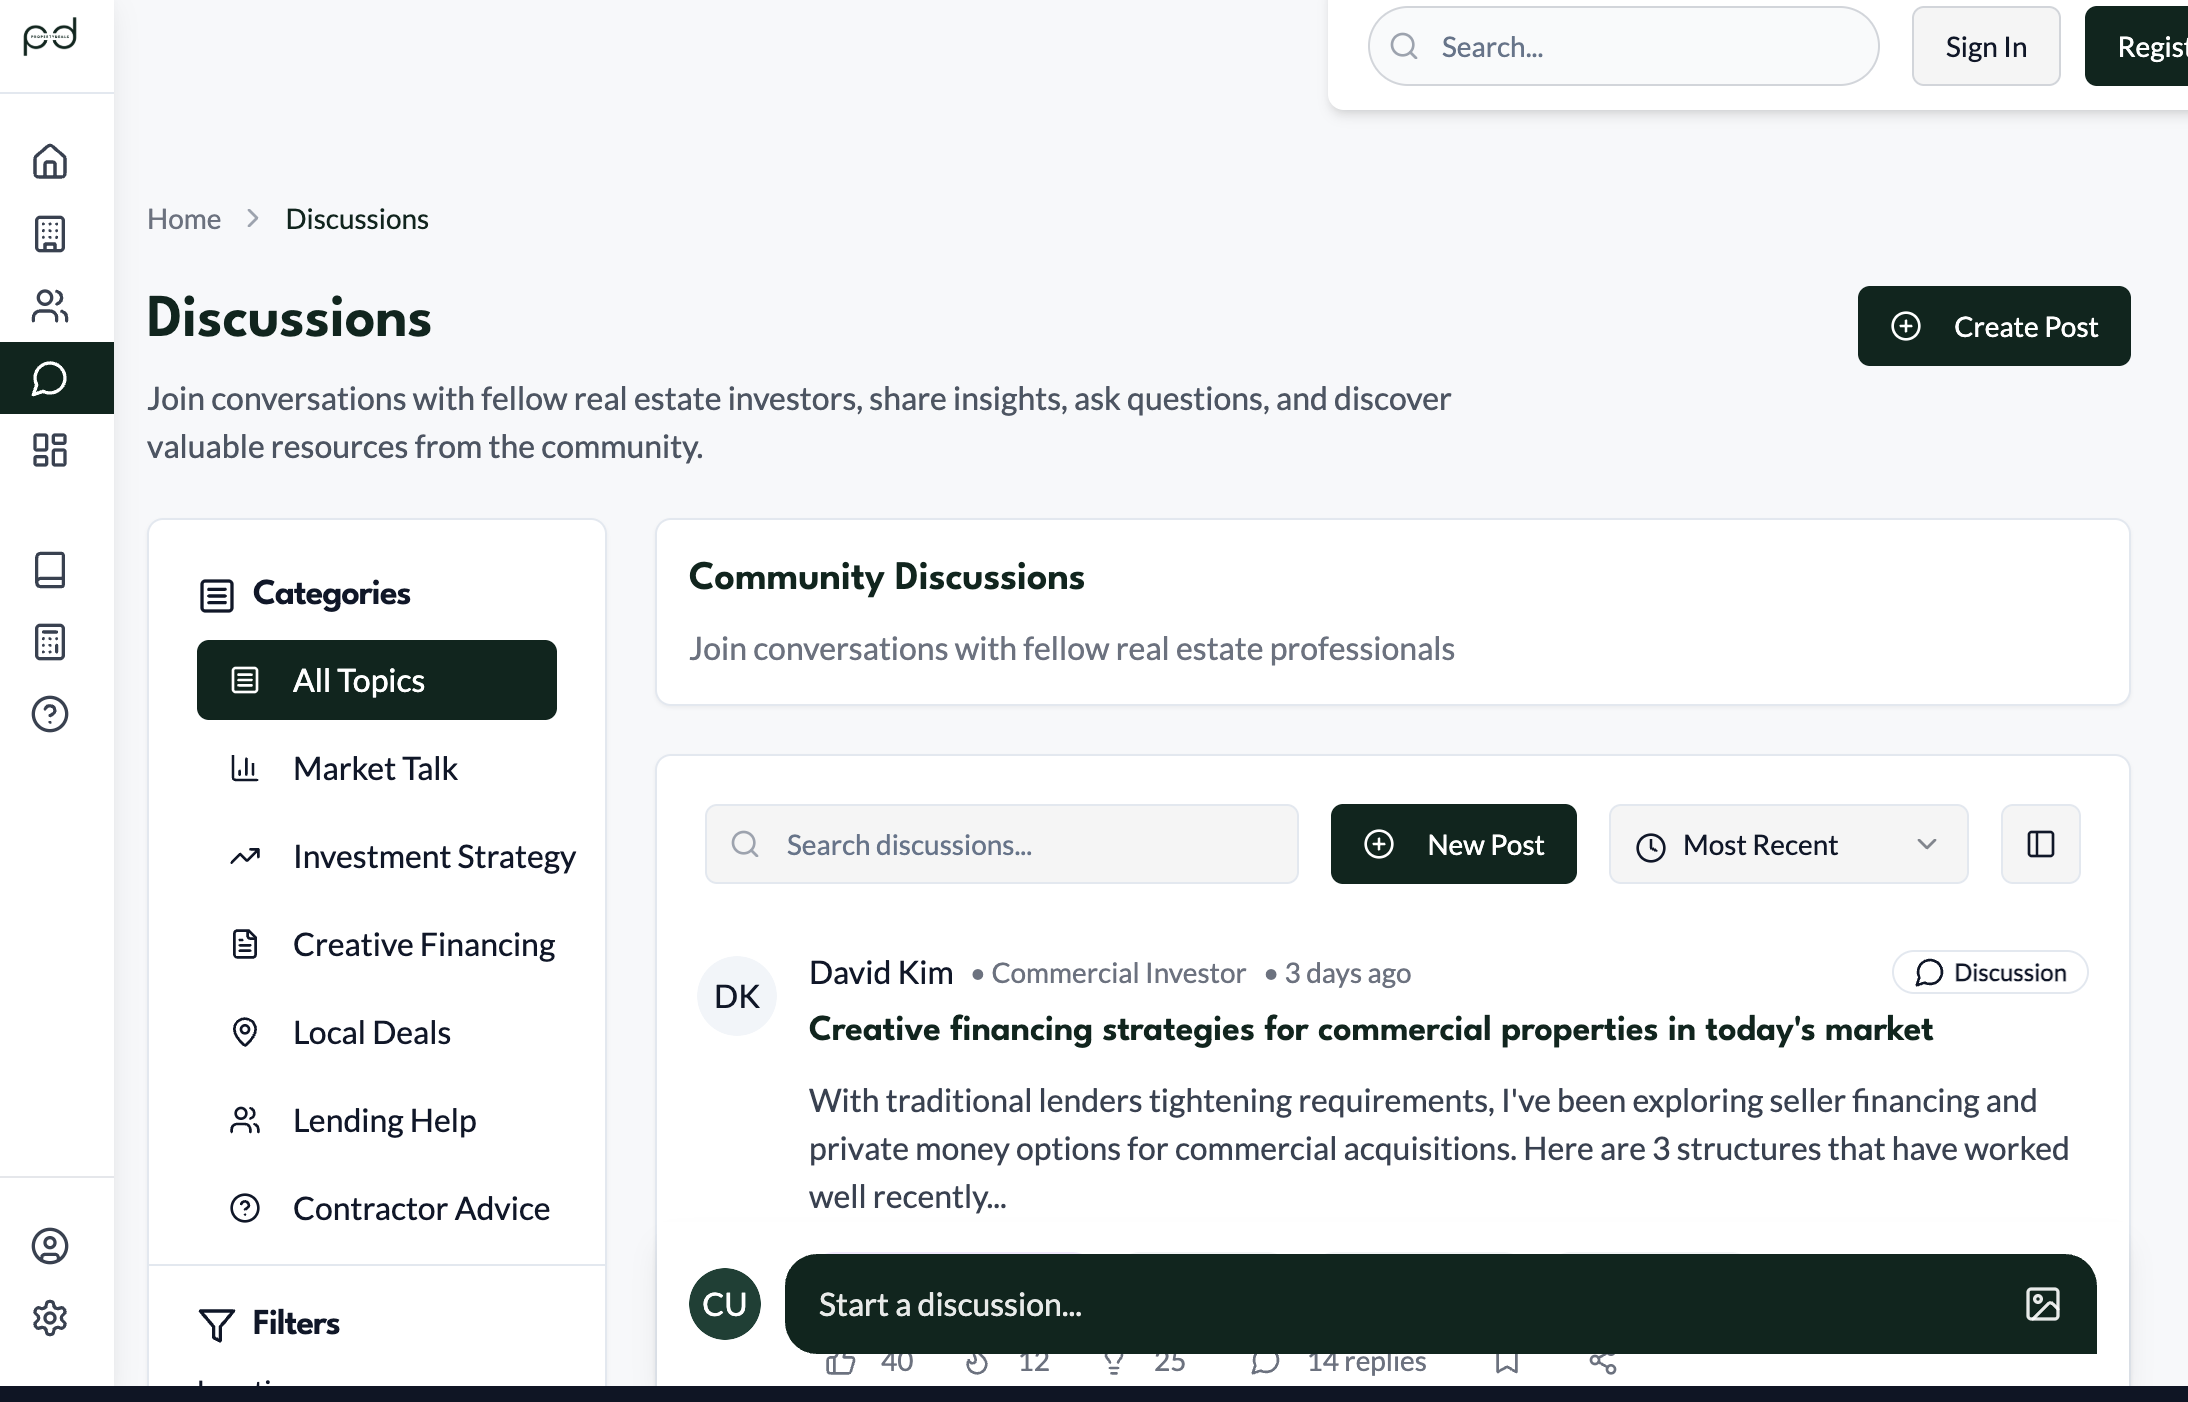 pd
PROPERTYDEALS
Search...
Sign In
Regist
Home
Discussions
Discussions
Create Post
Join conversations with fellow real estate investors, share insights, ask questions, and discover
valuable resources from the community.
Categories
All Topics
Market Talk
Investment Strategy
Creative Financing
Local Deals
Lending Help
Contractor Advice
Filters
Community Discussions
Join conversations with fellow real estate professionals
Search discussions...
New Post
Most Recent
DK
David Kim • Commercial Investor • 3 days ago
Discussion
Creative financing strategies for commercial properties in today's market
With traditional lenders tightening requirements, I've been exploring seller financing and
private money options for commercial acquisitions. Here are 3 structures that have worked
well recently...
CU
Start a discussion...
40 12 25 14 replies